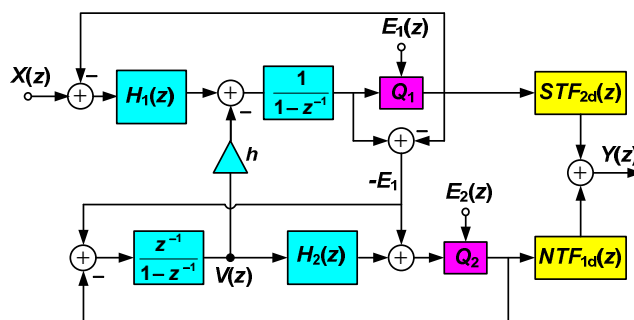 E₁(z)
X(z)
H₁(z)
1
1–z⁻¹
Q₁
STF₂d(z)
h
-E₁
E₂(z)
Y(z)
z⁻¹
1–z⁻¹
V(z)
H₂(z)
Q₂
NTF₁d(z)
+ + + + + +
– – – –